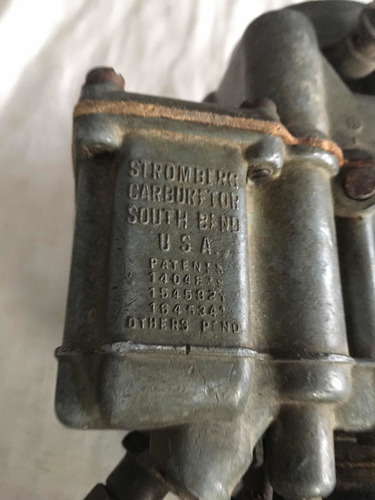 STROMBERG
CARBURETOR
SOUTH BEND
U S A
PATENTS
OTHERS PEND